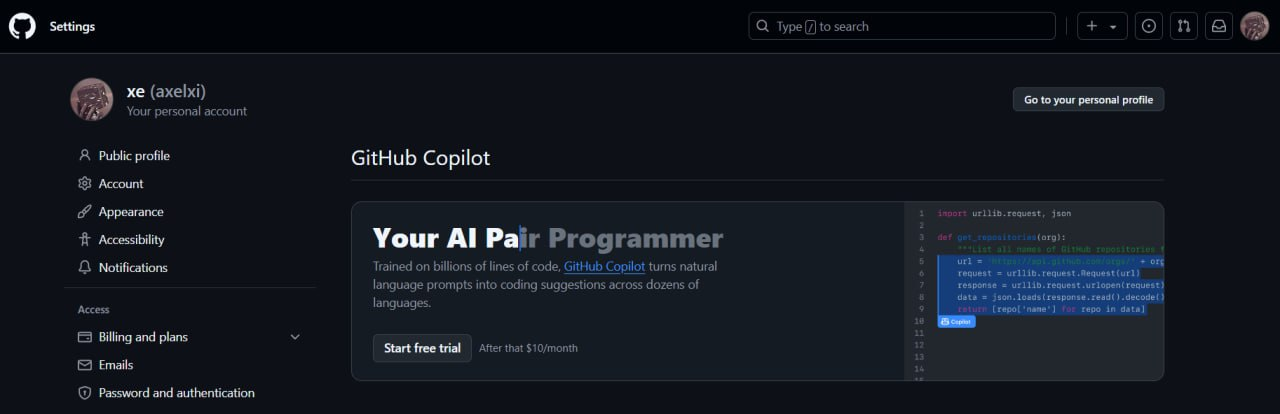 Settings
Type / to search
xe (axelxi)
Your personal account
Go to your personal profile
Public profile
Account
Appearance
Accessibility
Notifications
Access
Billing and plans
Emails
Password and authentication
GitHub Copilot
Your AI Pair Programmer
Trained on billions of lines of code, GitHub Copilot turns natural
language prompts into coding suggestions across dozens of
languages.
Start free trial After that $10/month
1 import urllib.request, json
2
3 def get_repositories(org):
4 """List all names of GitHub repositories f
5 url = 'https://api.github.com/orgs/' + org
6 request = urllib.request.Request(url)
7 response = urllib.request.urlopen(request)
8 data = json.loads(response.read().decode()
9 return [repo['name'] for repo in data]
10 Copilot
11
12
13
14
15